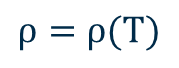 ρ = ρ(T)